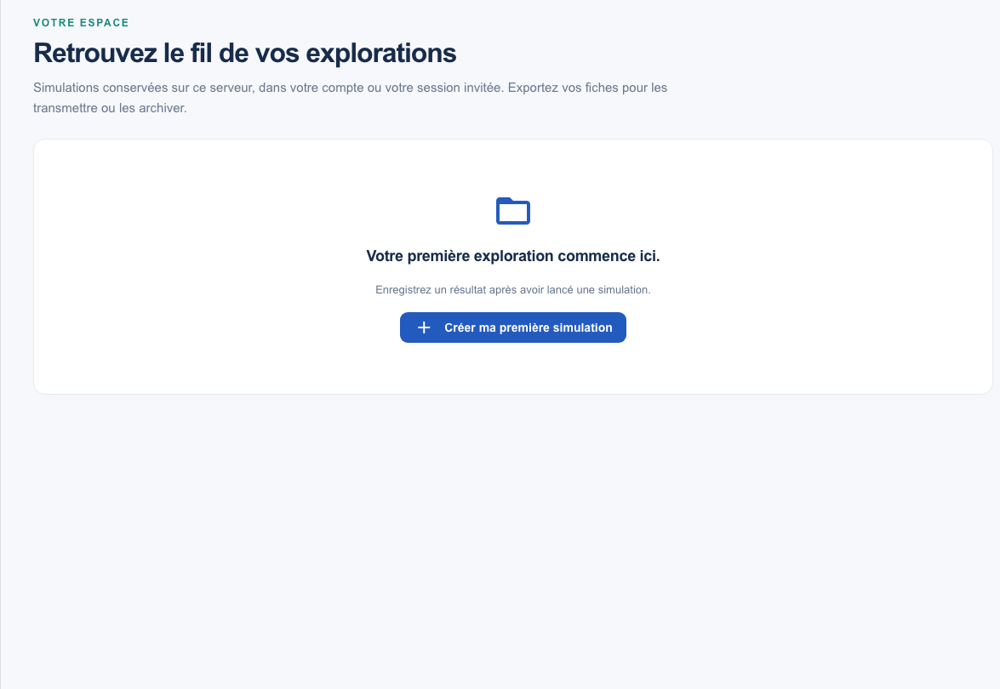 VOTRE ESPACE
Retrouvez le fil de vos explorations
Simulations conservées sur ce serveur, dans votre compte ou votre session invitée. Exportez vos fiches pour les
transmettre ou les archiver.
Votre première exploration commence ici.
Enregistrez un résultat après avoir lancé une simulation.
Créer ma première simulation